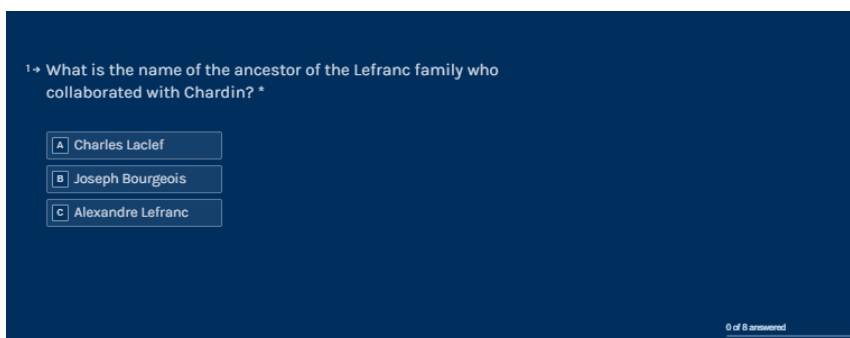 1→ What is the name of the ancestor of the Lefranc family who
collaborated with Chardin? *
A Charles Laclef
B Joseph Bourgeois
C Alexandre Lefranc
0 of 8 answered